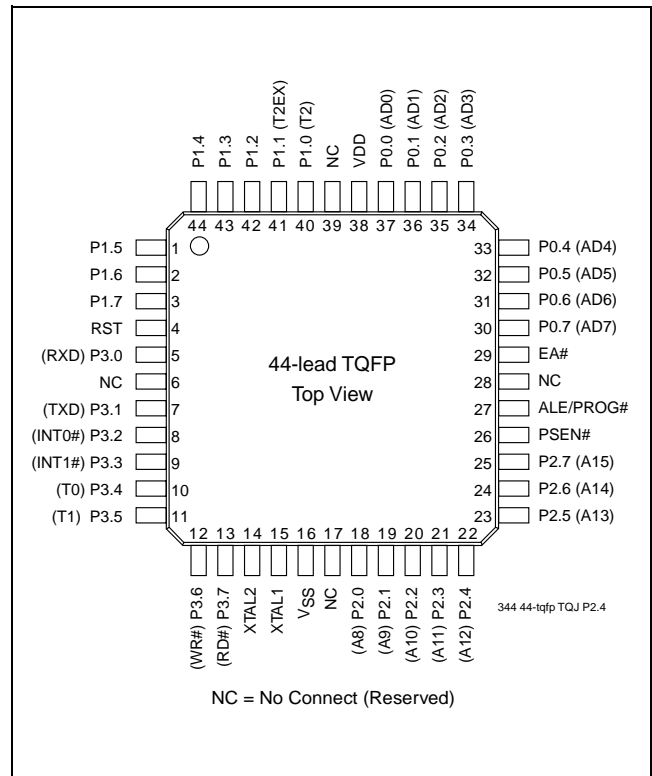 P1.4
P1.3
P1.2
P1.1 (T2EX)
P1.0 (T2)
NC
VDD
P0.0 (AD0)
P0.1 (AD1)
P0.2 (AD2)
P0.3 (AD3)
44 43 42 41 40 39 38 37 36 35 34
P1.5 1
P1.6 2
P1.7 3
RST 4
(RXD) P3.0 5
NC 6
(TXD) P3.1 7
(INT0#) P3.2 8
(INT1#) P3.3 9
(T0) P3.4 10
(T1) P3.5 11
44-lead TQFP
Top View
33 P0.4 (AD4)
32 P0.5 (AD5)
31 P0.6 (AD6)
30 P0.7 (AD7)
29 EA#
28 NC
27 ALE/PROG#
26 PSEN#
25 P2.7 (A15)
24 P2.6 (A14)
23 P2.5 (A13)
12 13 14 15 16 17 18 19 20 21 22
(WR#) P3.6
(RD#) P3.7
XTAL2
XTAL1
VSS
NC
(A8) P2.0
(A9) P2.1
(A10) P2.2
(A11) P2.3
(A12) P2.4
344 44-tqfp TQJ P2.4
NC = No Connect (Reserved)